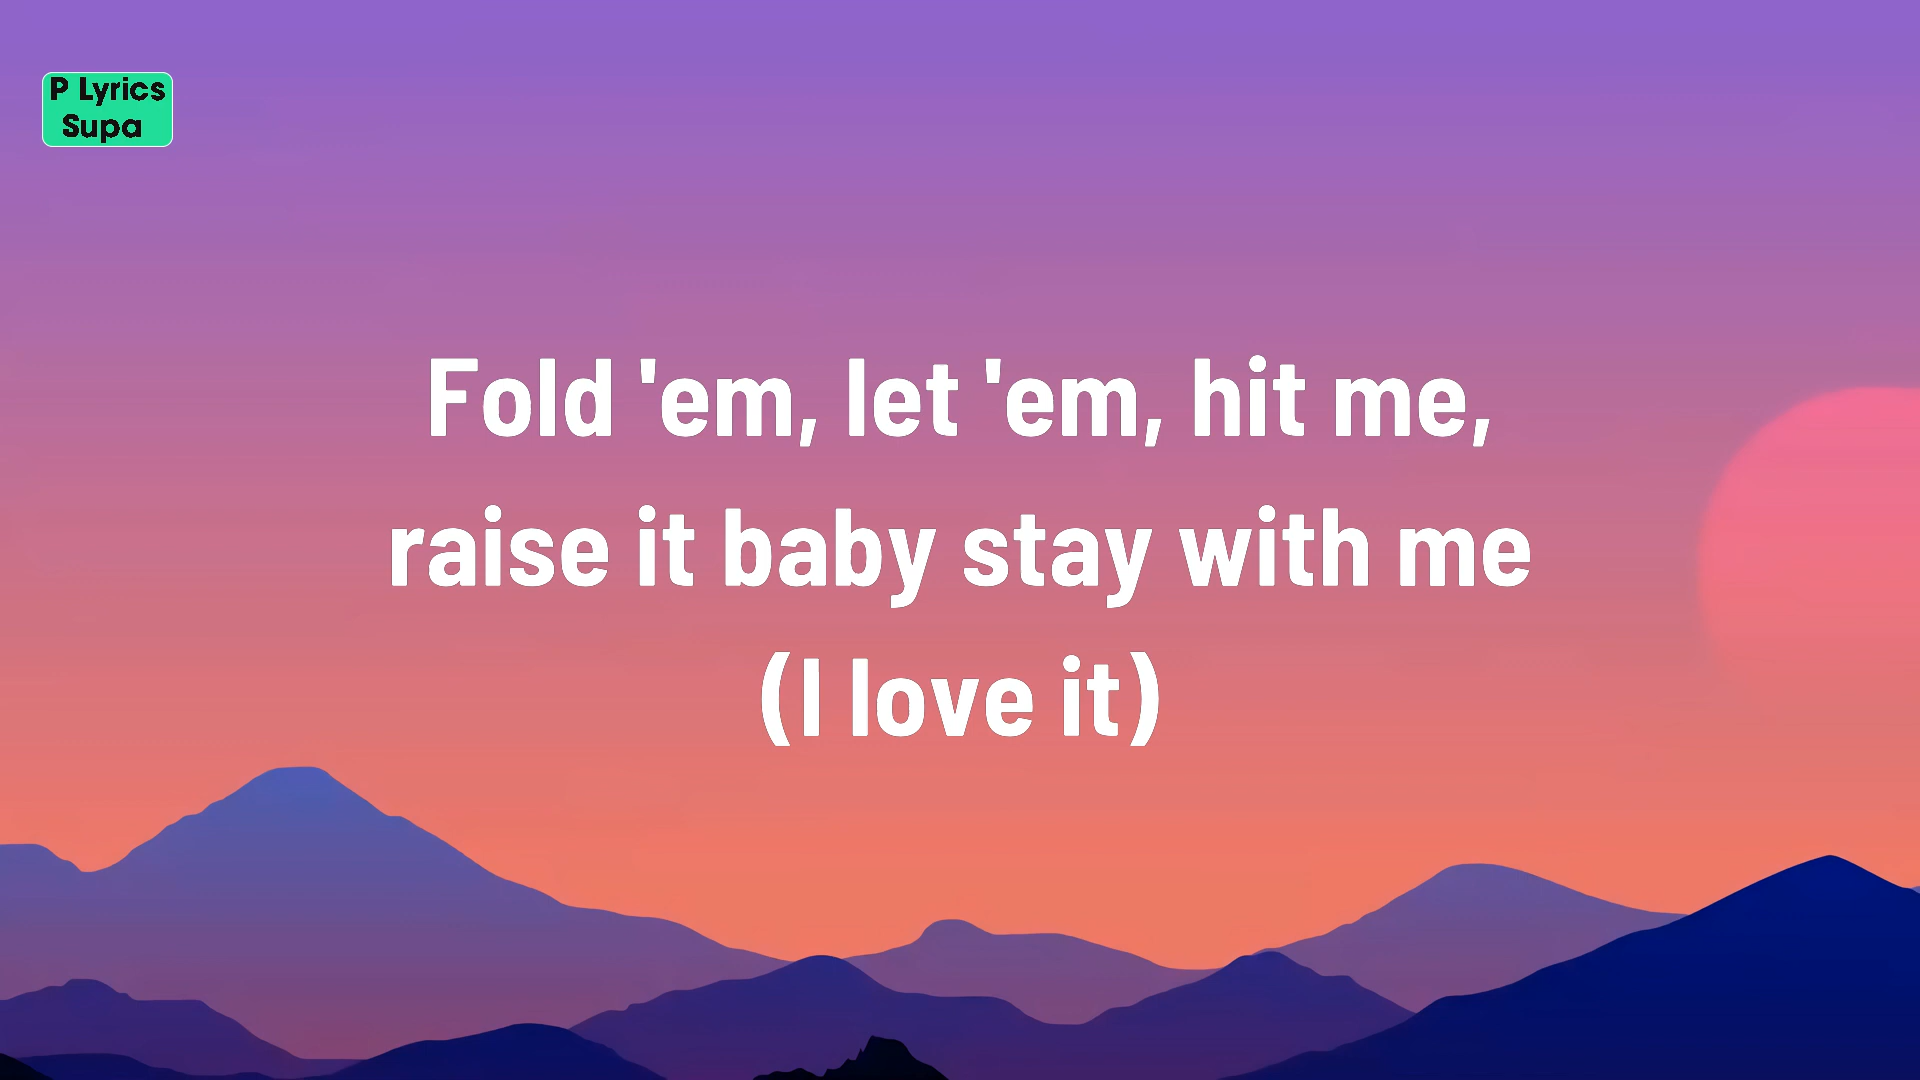 P Lyrics
Supa
Fold 'em, let 'em, hit me,
raise it baby stay with me
(I love it)